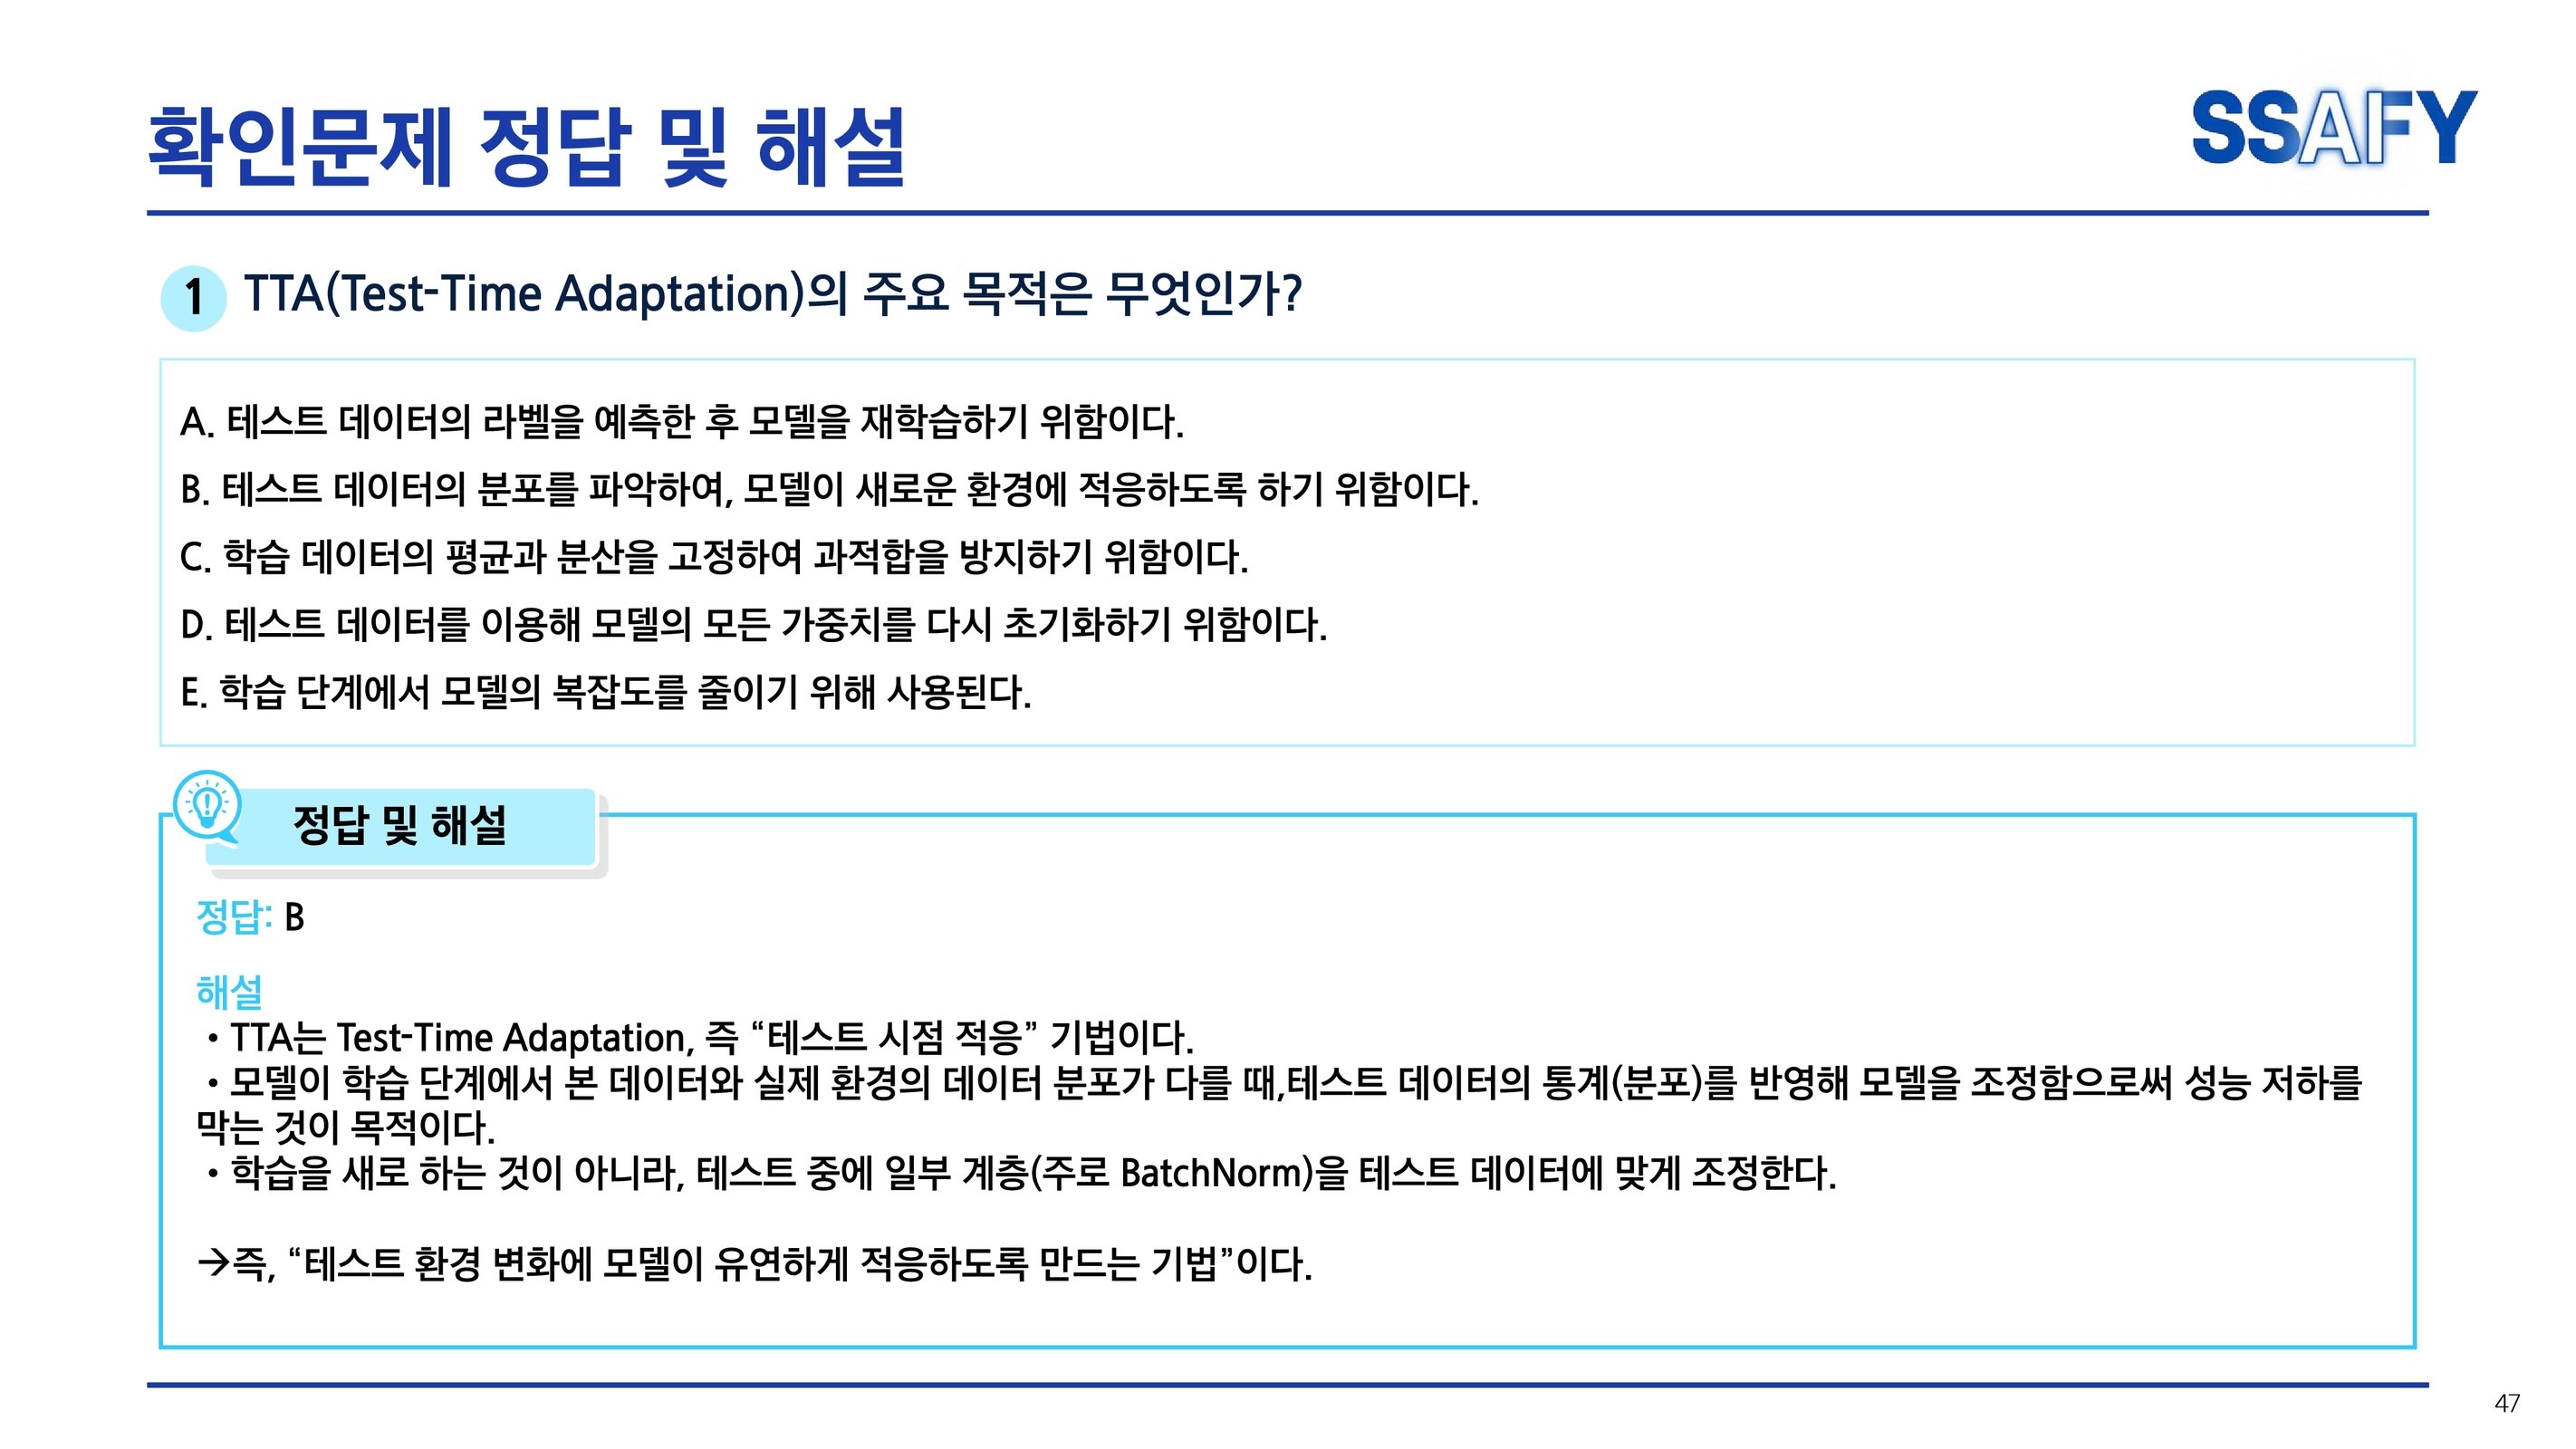 확인문제 정답 및 해설
SSAFY
1 TTA(Test-Time Adaptation)의 주요 목적은 무엇인가?
A. 테스트 데이터의 라벨을 예측한 후 모델을 재학습하기 위함이다.
B. 테스트 데이터의 분포를 파악하여, 모델이 새로운 환경에 적응하도록 하기 위함이다.
C. 학습 데이터의 평균과 분산을 고정하여 과적합을 방지하기 위함이다.
D. 테스트 데이터를 이용해 모델의 모든 가중치를 다시 초기화하기 위함이다.
E. 학습 단계에서 모델의 복잡도를 줄이기 위해 사용된다.
정답 및 해설
정답: B
해설
• TTA는 Test-Time Adaptation, 즉 “테스트 시점 적응” 기법이다.
• 모델이 학습 단계에서 본 데이터와 실제 환경의 데이터 분포가 다를 때,테스트 데이터의 통계(분포)를 반영해 모델을 조정함으로써 성능 저하를
막는 것이 목적이다.
• 학습을 새로 하는 것이 아니라, 테스트 중에 일부 계층(주로 BatchNorm)을 테스트 데이터에 맞게 조정한다.
→즉, “테스트 환경 변화에 모델이 유연하게 적응하도록 만드는 기법”이다.
47